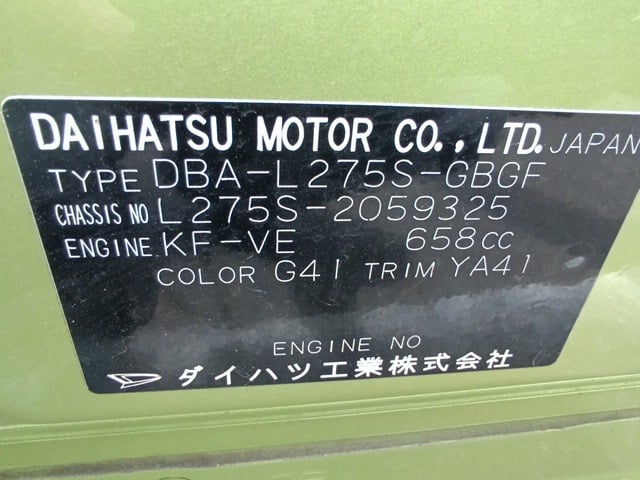 DAIHATSU MOTOR CO., LTD. JAPAN
TYPE DBA-L275S-GBGF
CHASSIS NO L275S-2059325
ENGINE KF-VE 658cc
COLOR G41 TRIM YA41
ENGINE NO
ダイハツ工業株式会社